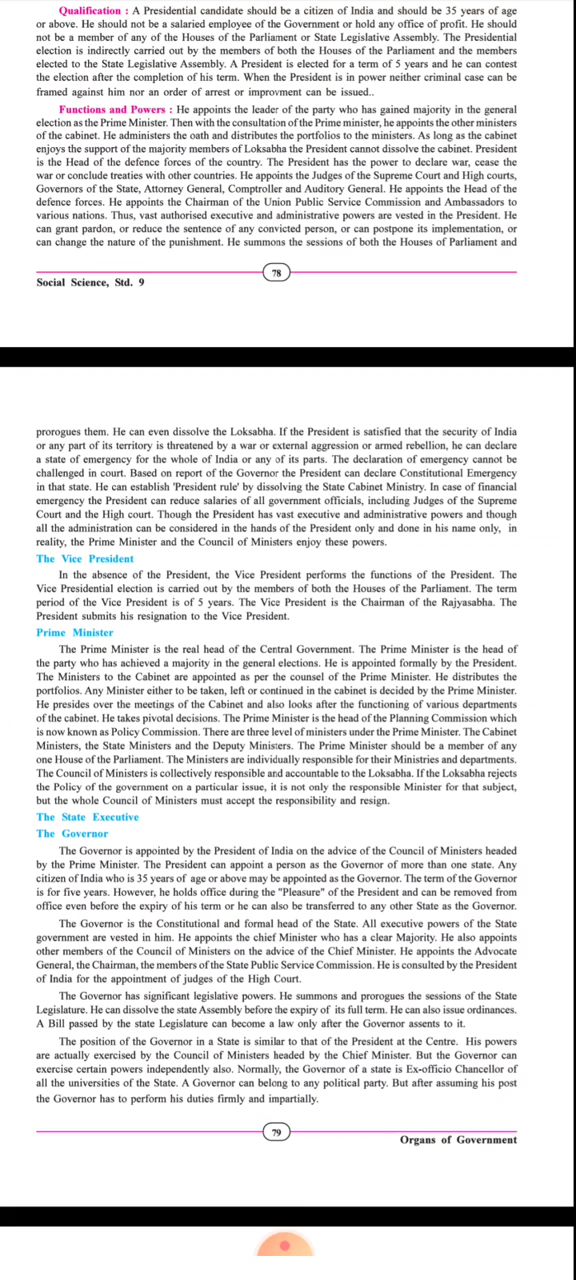 Qualification : A Presidential candidate should be a citizen of India and should be 35 years of age
or above. He should not be a salaried employee of the Government or hold any office of profit. He should
not be a member of any of the Houses of the Parliament or State Legislative Assembly. The Presidential
election is indirectly carried out by the members of both the Houses of the Parliament and the members
elected to the State Legislative Assembly. A President is elected for a term of 5 years and he can contest
the election after the completion of his term. When the President is in power neither criminal case can be
framed against him nor an order of arrest or improvment can be issued..
Functions and Powers : He appoints the leader of the party who has gained majority in the general
election as the Prime Minister. Then with the consultation of the Prime minister, he appoints the other ministers
of the cabinet. He administers the oath and distributes the portfolios to the ministers. As long as the cabinet
enjoys the support of the majority members of Loksabha the President cannot dissolve the cabinet. President
is the Head of the defence forces of the country. The President has the power to declare war, cease the
war or conclude treaties with other countries. He appoints the Judges of the Supreme Court and High courts,
Governors of the State, Attorney General, Comptroller and Auditory General. He appoints the Head of the
defence forces. He appoints the Chairman of the Union Public Service Commission and Ambassadors to
various nations. Thus, vast authorised executive and administrative powers are vested in the President. He
can grant pardon, or reduce the sentence of any convicted person, or can postpone its implementation, or
can change the nature of the punishment. He summons the sessions of both the Houses of Parliament and
78
Social Science, Std. 9
prorogues them. He can even dissolve the Loksabha. If the President is satisfied that the security of India
or any part of its territory is threatened by a war or external aggression or armed rebellion, he can declare
a state of emergency for the whole of India or any of its parts. The declaration of emergency cannot be
challenged in court. Based on report of the Governor the President can declare Constitutional Emergency
in that state. He can establish 'President rule' by dissolving the State Cabinet Ministry. In case of financial
emergency the President can reduce salaries of all government officials, including Judges of the Supreme
Court and the High court. Though the President has vast executive and administrative powers and though
all the administration can be considered in the hands of the President only and done in his name only, in
reality, the Prime Minister and the Council of Ministers enjoy these powers.
The Vice President
In the absence of the President, the Vice President performs the functions of the President. The
Vice Presidential election is carried out by the members of both the Houses of the Parliament. The term
period of the Vice President is of 5 years. The Vice President is the Chairman of the Rajyasabha. The
President submits his resignation to the Vice President.
Prime Minister
The Prime Minister is the real head of the Central Government. The Prime Minister is the head of
the party who has achieved a majority in the general elections. He is appointed formally by the President.
The Ministers to the Cabinet are appointed as per the counsel of the Prime Minister. He distributes the
portfolios. Any Minister either to be taken, left or continued in the cabinet is decided by the Prime Minister.
He presides over the meetings of the Cabinet and also looks after the functioning of various departments
of the cabinet. He takes pivotal decisions. The Prime Minister is the head of the Planning Commission which
is now known as Policy Commission. There are three level of ministers under the Prime Minister. The Cabinet
Ministers, the State Ministers and the Deputy Ministers. The Prime Minister should be a member of any
one House of the Parliament. The Ministers are individually responsible for their Ministries and departments.
The Council of Ministers is collectively responsible and accountable to the Loksabha. If the Loksabha rejects
the Policy of the government on a particular issue, it is not only the responsible Minister for that subject,
but the whole Council of Ministers must accept the responsibility and resign.
The State Executive
The Governor
The Governor is appointed by the President of India on the advice of the Council of Ministers headed
by the Prime Minister. The President can appoint a person as the Governor of more than one state. Any
citizen of India who is 35 years of age or above may be appointed as the Governor. The term of the Governor
is for five years. However, he holds office during the "Pleasure" of the President and can be removed from
office even before the expiry of his term or he can also be transferred to any other State as the Governor.
The Governor is the Constitutional and formal head of the State. All executive powers of the State
government are vested in him. He appoints the chief Minister who has a clear Majority. He also appoints
other members of the Council of Ministers on the advice of the Chief Minister. He appoints the Advocate
General, the Chairman, the members of the State Public Service Commission. He is consulted by the President
of India for the appointment of judges of the High Court.
The Governor has significant legislative powers. He summons and prorogues the sessions of the State
Legislature. He can dissolve the state Assembly before the expiry of its full term. He can also issue ordinances.
A Bill passed by the state Legislature can become a law only after the Governor assents to it.
The position of the Governor in a State is similar to that of the President at the Centre. His powers
are actually exercised by the Council of Ministers headed by the Chief Minister. But the Governor can
exercise certain powers independently also. Normally, the Governor of a state is Ex-officio Chancellor of
all the universities of the State. A Governor can belong to any political party. But after assuming his post
the Governor has to perform his duties firmly and impartially.
79
Organs of Government